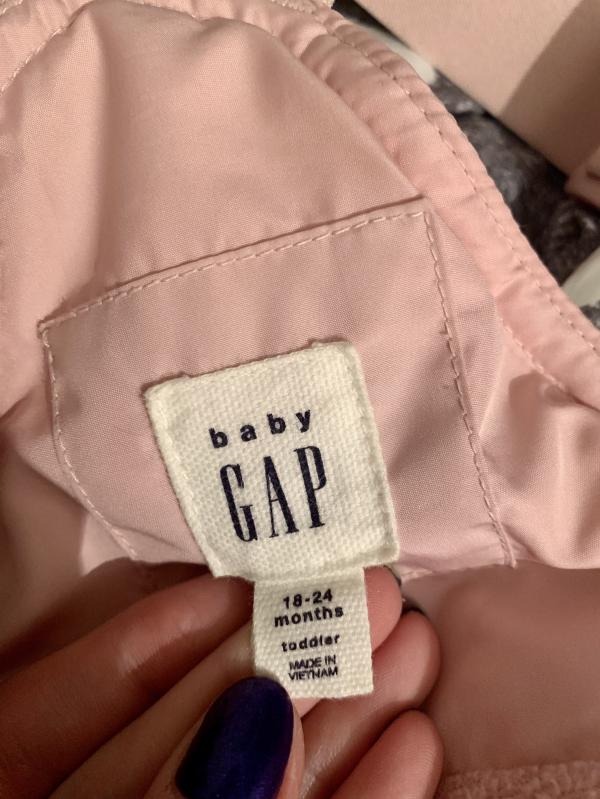 baby
GAP
18-24
months
toddler
MADE IN
VIETNAM